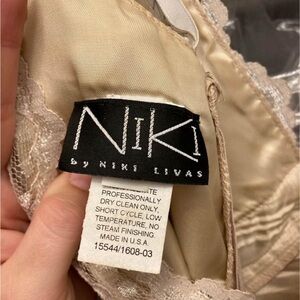 NIKI
by NIKI LIVAS
PROFESSIONALLY
DRY CLEAN ONLY,
SHORT CYCLE, LOW
TEMPERATURE, NO
STEAM FINISHING.
MADE IN U.S.A.
15544/1608-03